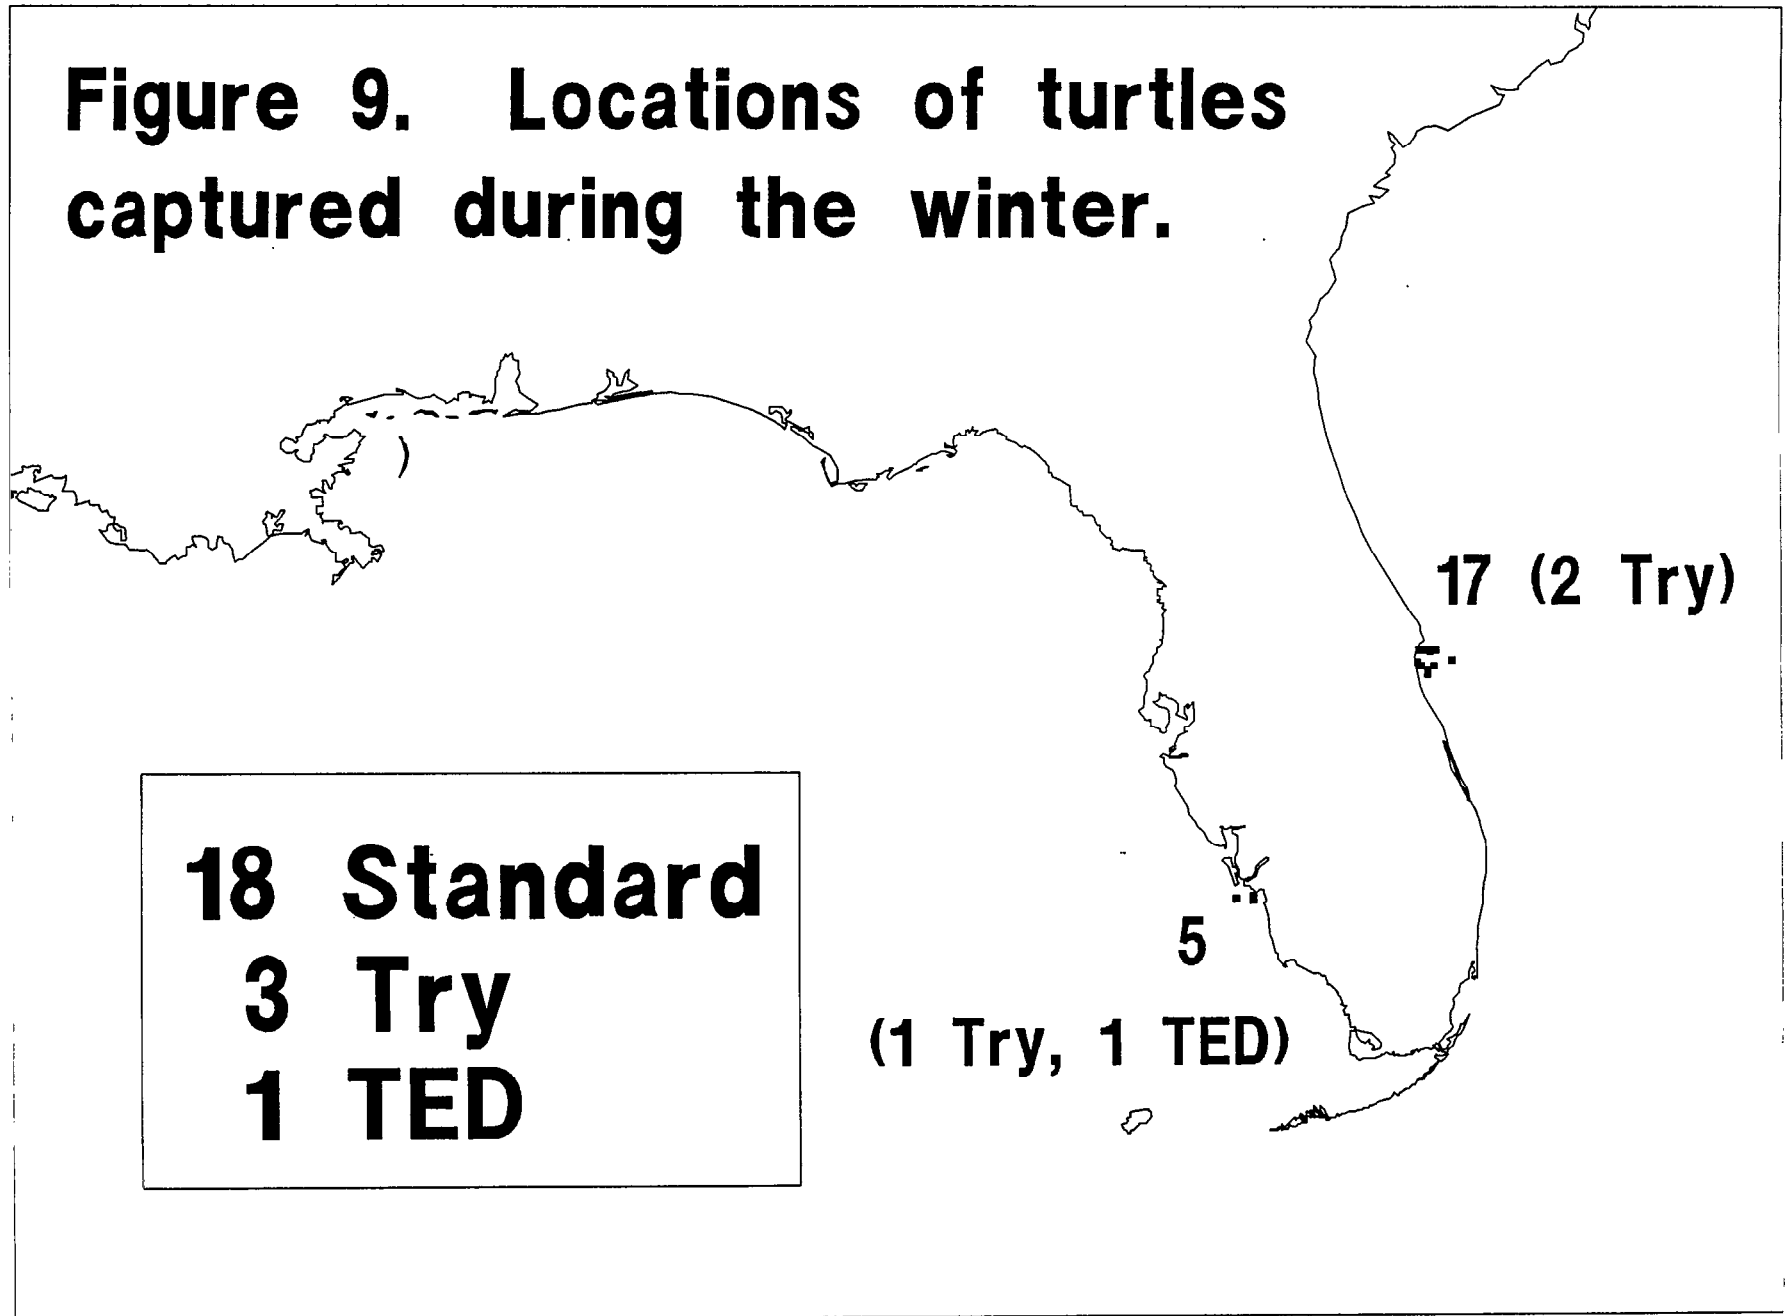 Figure 9. Locations of turtles
captured during the winter.
17 (2 Try)
5
(1 Try, 1 TED)
18 Standard
3 Try
1 TED